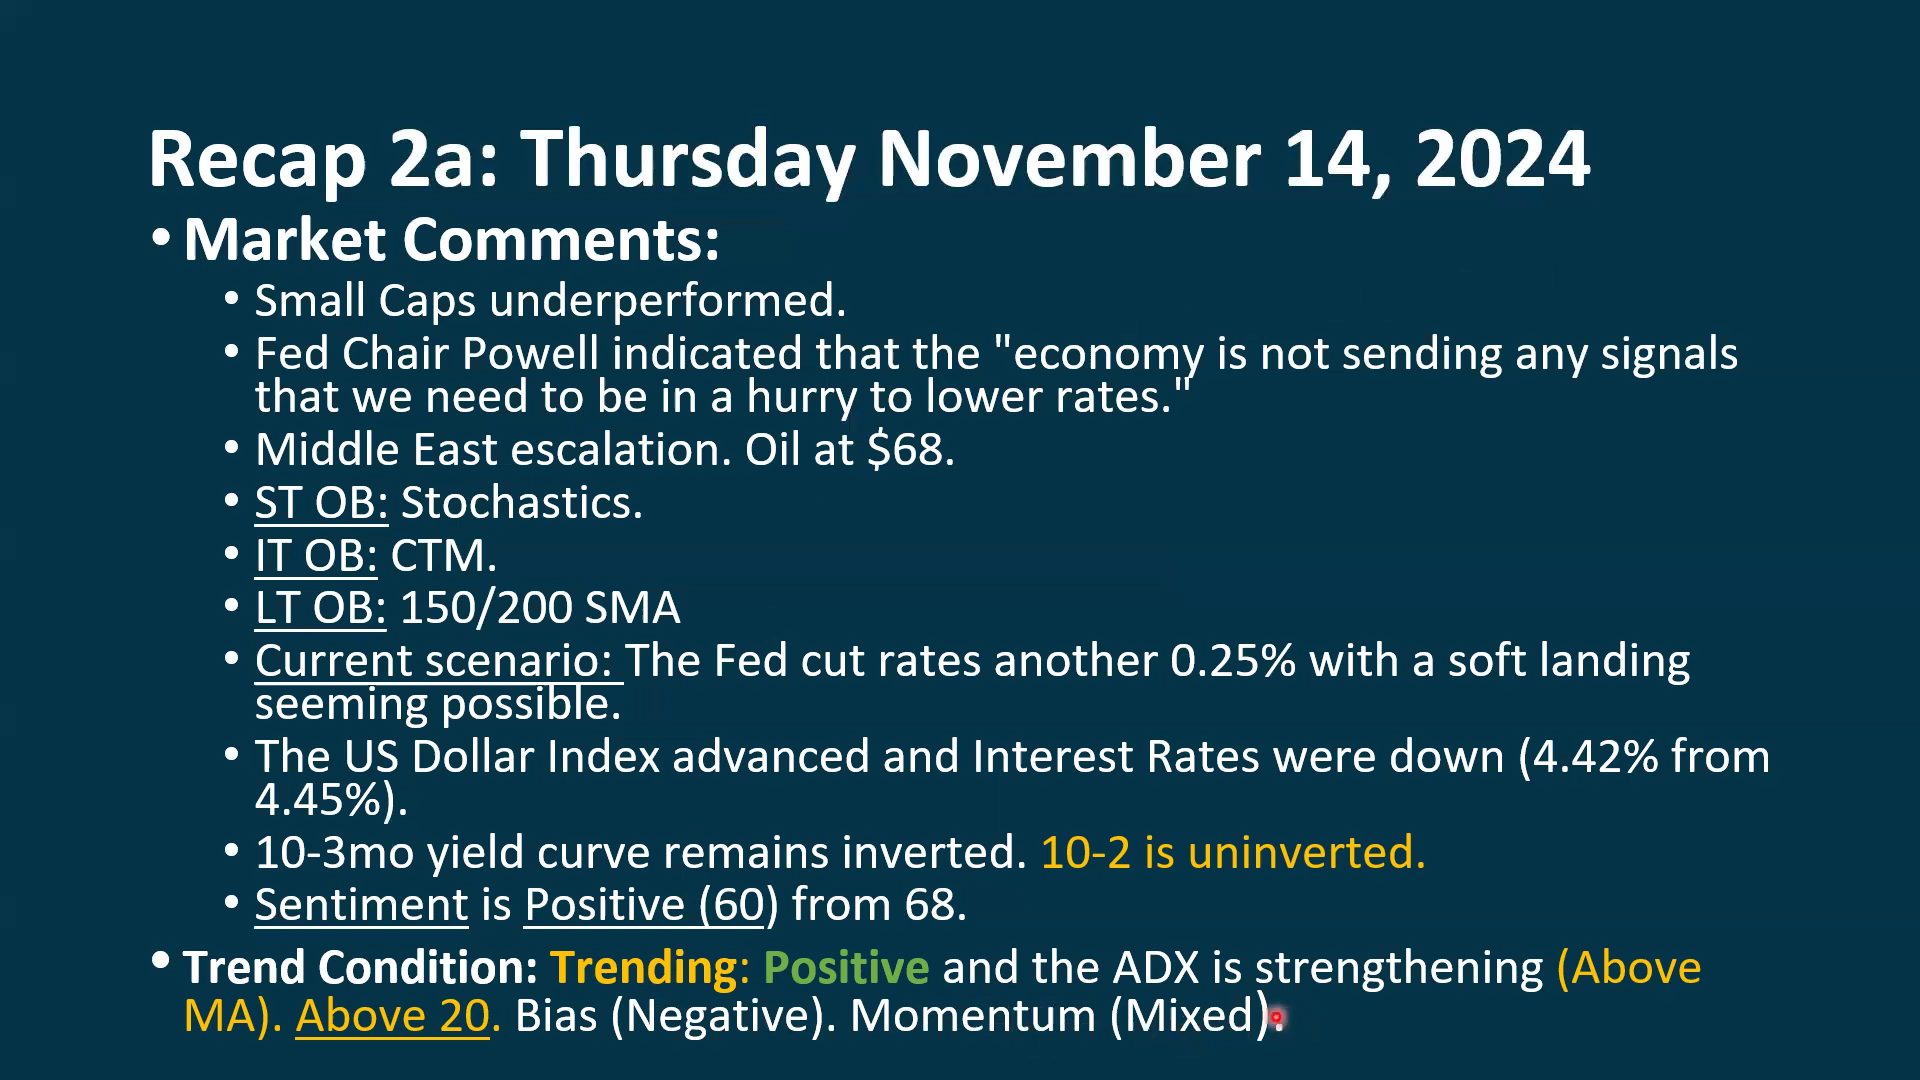 Recap 2a: Thursday November 14, 2024
• Market Comments:
• Small Caps underperformed.
• Fed Chair Powell indicated that the "economy is not sending any signals
that we need to be in a hurry to lower rates."
• Middle East escalation. Oil at $68.
• ST OB: Stochastics.
• IT OB: CTM.
• LT OB: 150/200 SMA
• Current scenario: The Fed cut rates another 0.25% with a soft landing
seeming possible.
• The US Dollar Index advanced and Interest Rates were down (4.42% from
4.45%).
• 10-3mo yield curve remains inverted. 10-2 is uninverted.
• Sentiment is Positive (60) from 68.
• Trend Condition: Trending: Positive and the ADX is strengthening (Above
MA). Above 20. Bias (Negative). Momentum (Mixed).